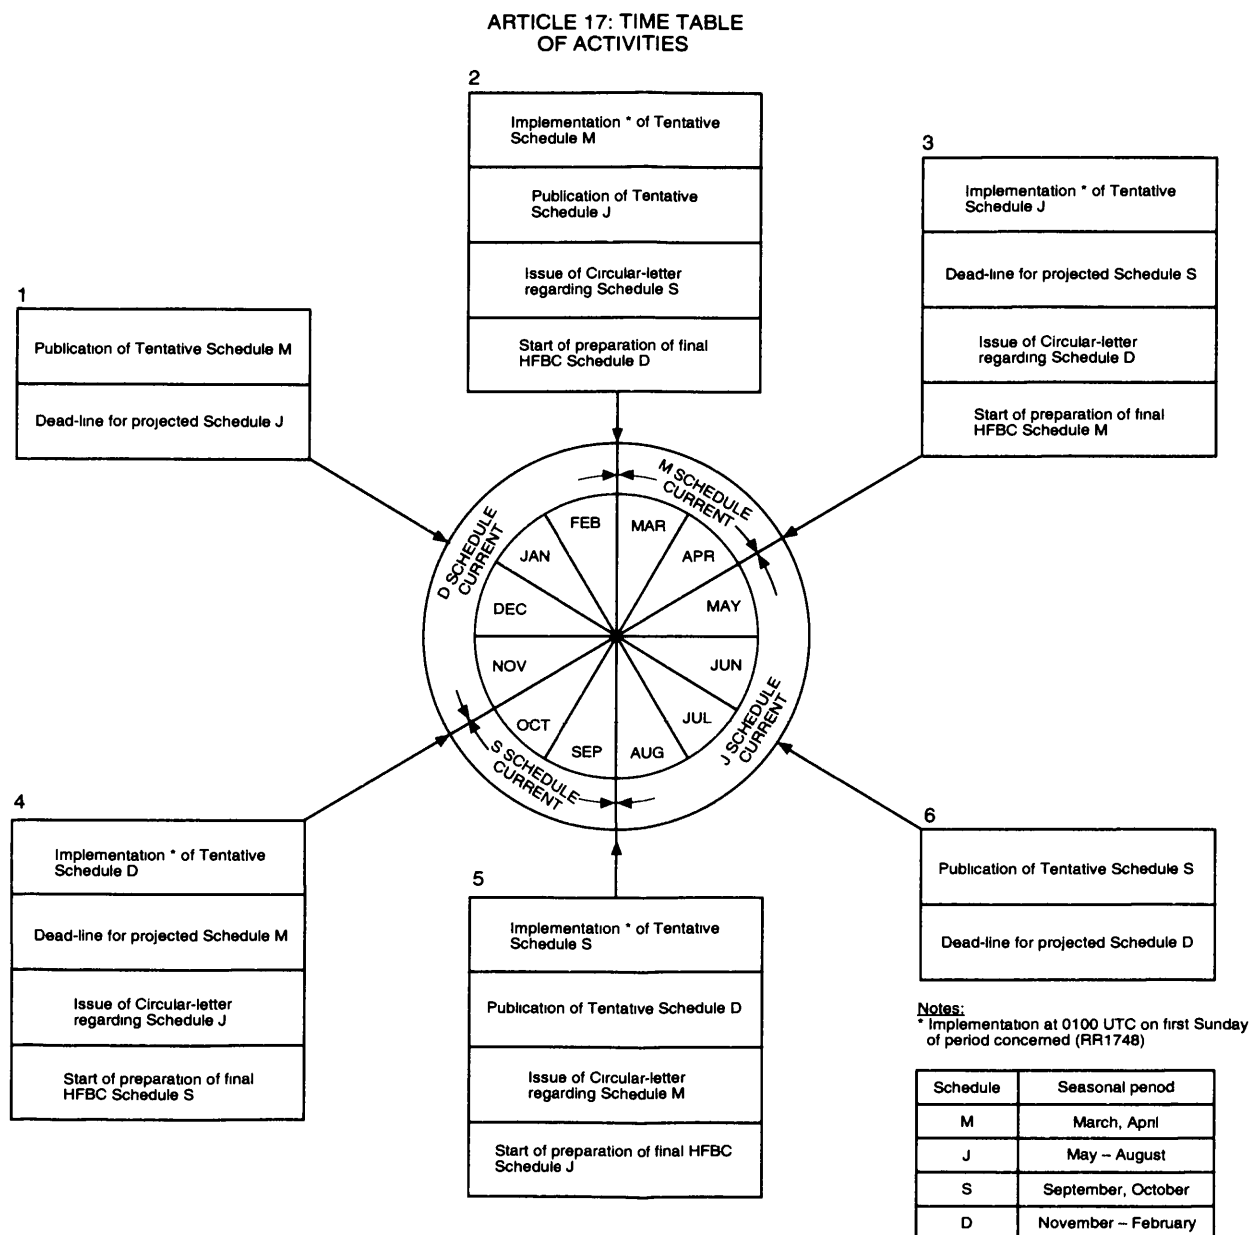 ARTICLE 17: TIME TABLE
OF ACTIVITIES
1
Publication of Tentative Schedule M
Dead-line for projected Schedule J
2
Implementation * of Tentative
Schedule M
Publication of Tentative
Schedule J
Issue of Circular-letter
regarding Schedule S
Start of preparation of final
HFBC Schedule D
3
Implementation * of Tentative
Schedule J
Dead-line for projected Schedule S
Issue of Circular-letter
regarding Schedule D
Start of preparation of final
HFBC Schedule M
M SCHEDULE
CURRENT
D SCHEDULE
CURRENT
J SCHEDULE
CURRENT
S SCHEDULE
CURRENT
FEB
MAR
JAN
APR
DEC
MAY
NOV
JUN
OCT
JUL
SEP
AUG
4
Implementation * of Tentative
Schedule D
Dead-line for projected Schedule M
Issue of Circular-letter
regarding Schedule J
Start of preparation of final
HFBC Schedule S
5
Implementation * of Tentative
Schedule S
Publication of Tentative Schedule D
Issue of Circular-letter
regarding Schedule M
Start of preparation of final HFBC
Schedule J
6
Publication of Tentative Schedule S
Dead-line for projected Schedule D
Notes:
* Implementation at 0100 UTC on first Sunday
of period concerned (RR1748)
Schedule Seasonal period
M March, April
J May – August
S September, October
D November – February